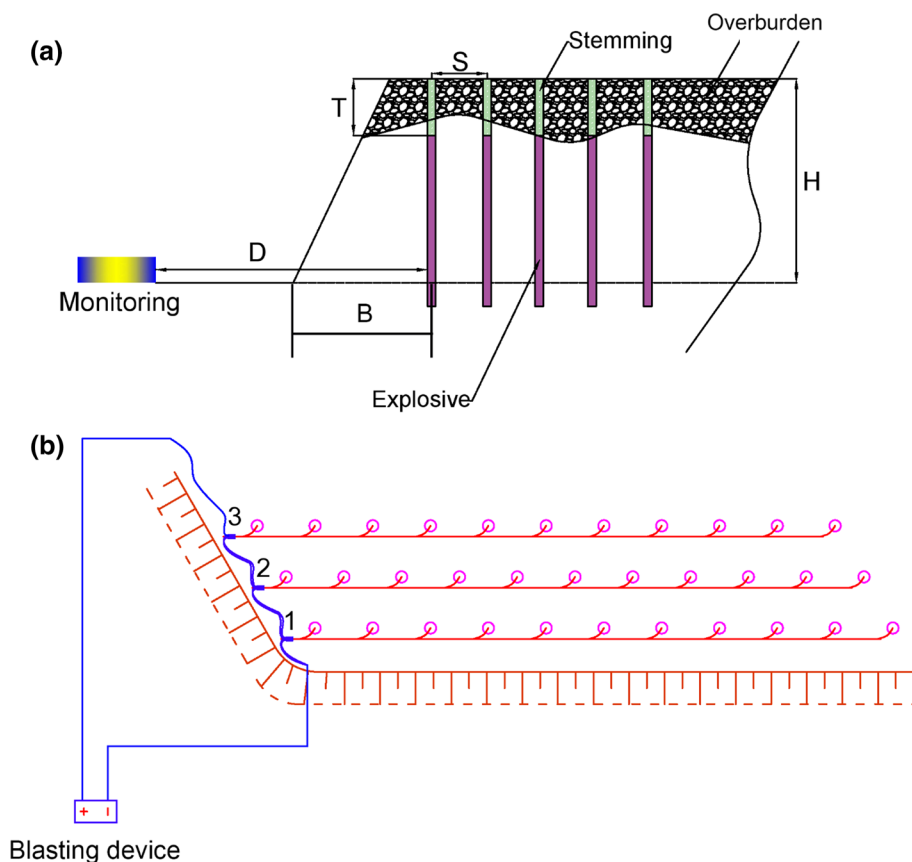 (a)
Stemming
Overburden
S
T
H
D
Monitoring
B
Explosive
(b)
3
2
1
+ -
Blasting device